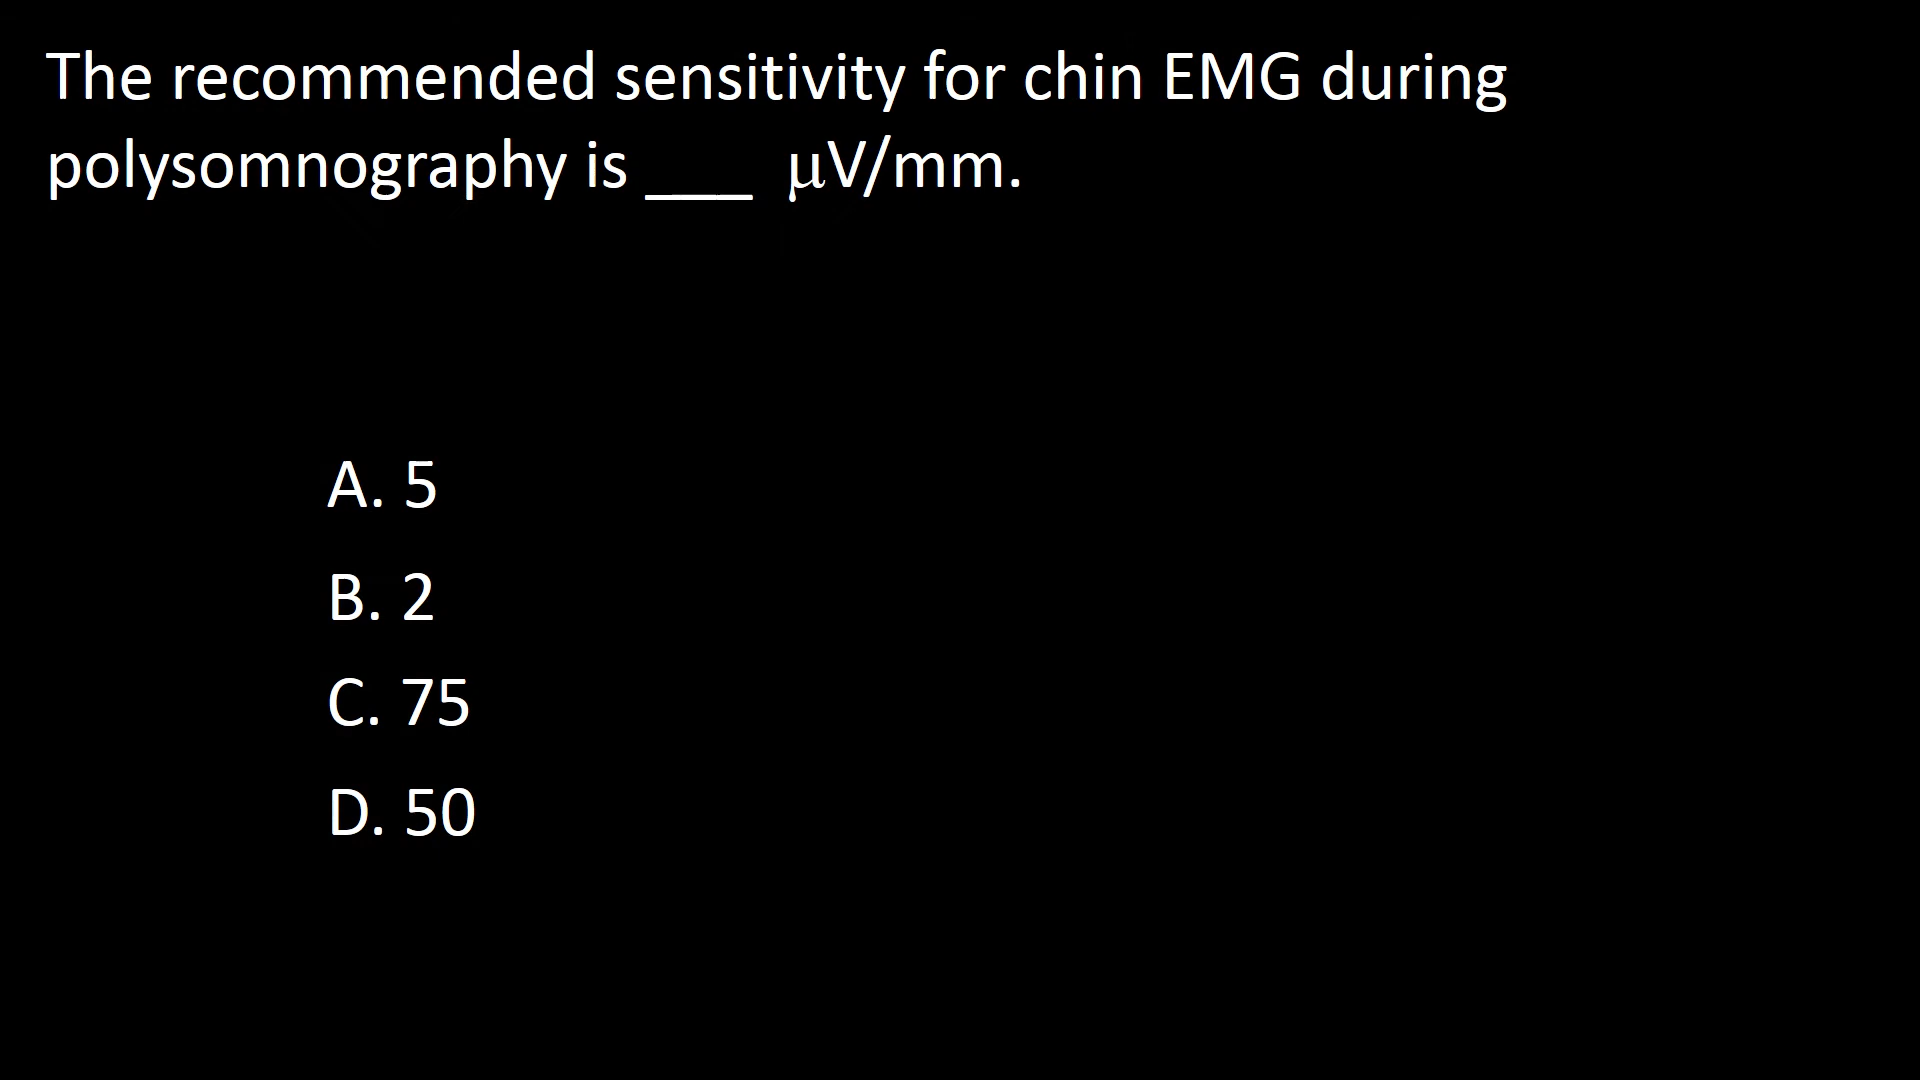 The recommended sensitivity for chin EMG during
polysomnography is ___ μV/mm.
A. 5
B. 2
C. 75
D. 50